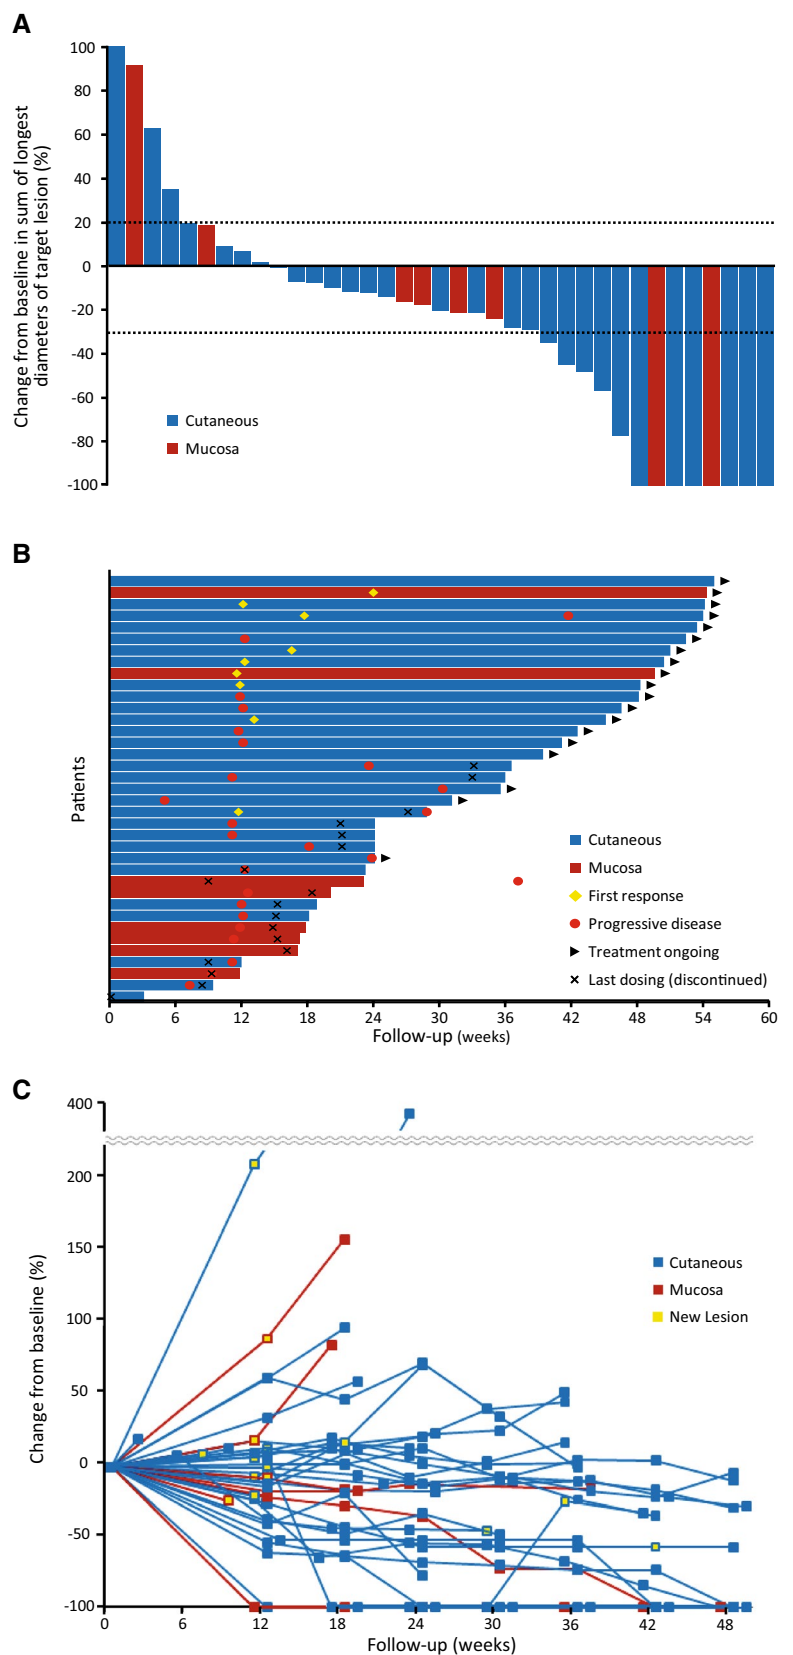 A
Change from baseline in sum of longest
diameters of target lesion (%)
100
80
60
40
20
0
-20
-40
-60
-80
-100
Cutaneous
Mucosa
B
Patients
Cutaneous
Mucosa
First response
Progressive disease
Treatment ongoing
Last dosing (discontinued)
0 6 12 18 24 30 36 42 48 54 60
Follow-up (weeks)
C
Change from baseline (%)
400
200
150
100
50
0
-50
-100
Cutaneous
Mucosa
New Lesion
0 6 12 18 24 30 36 42 48
Follow-up (weeks)